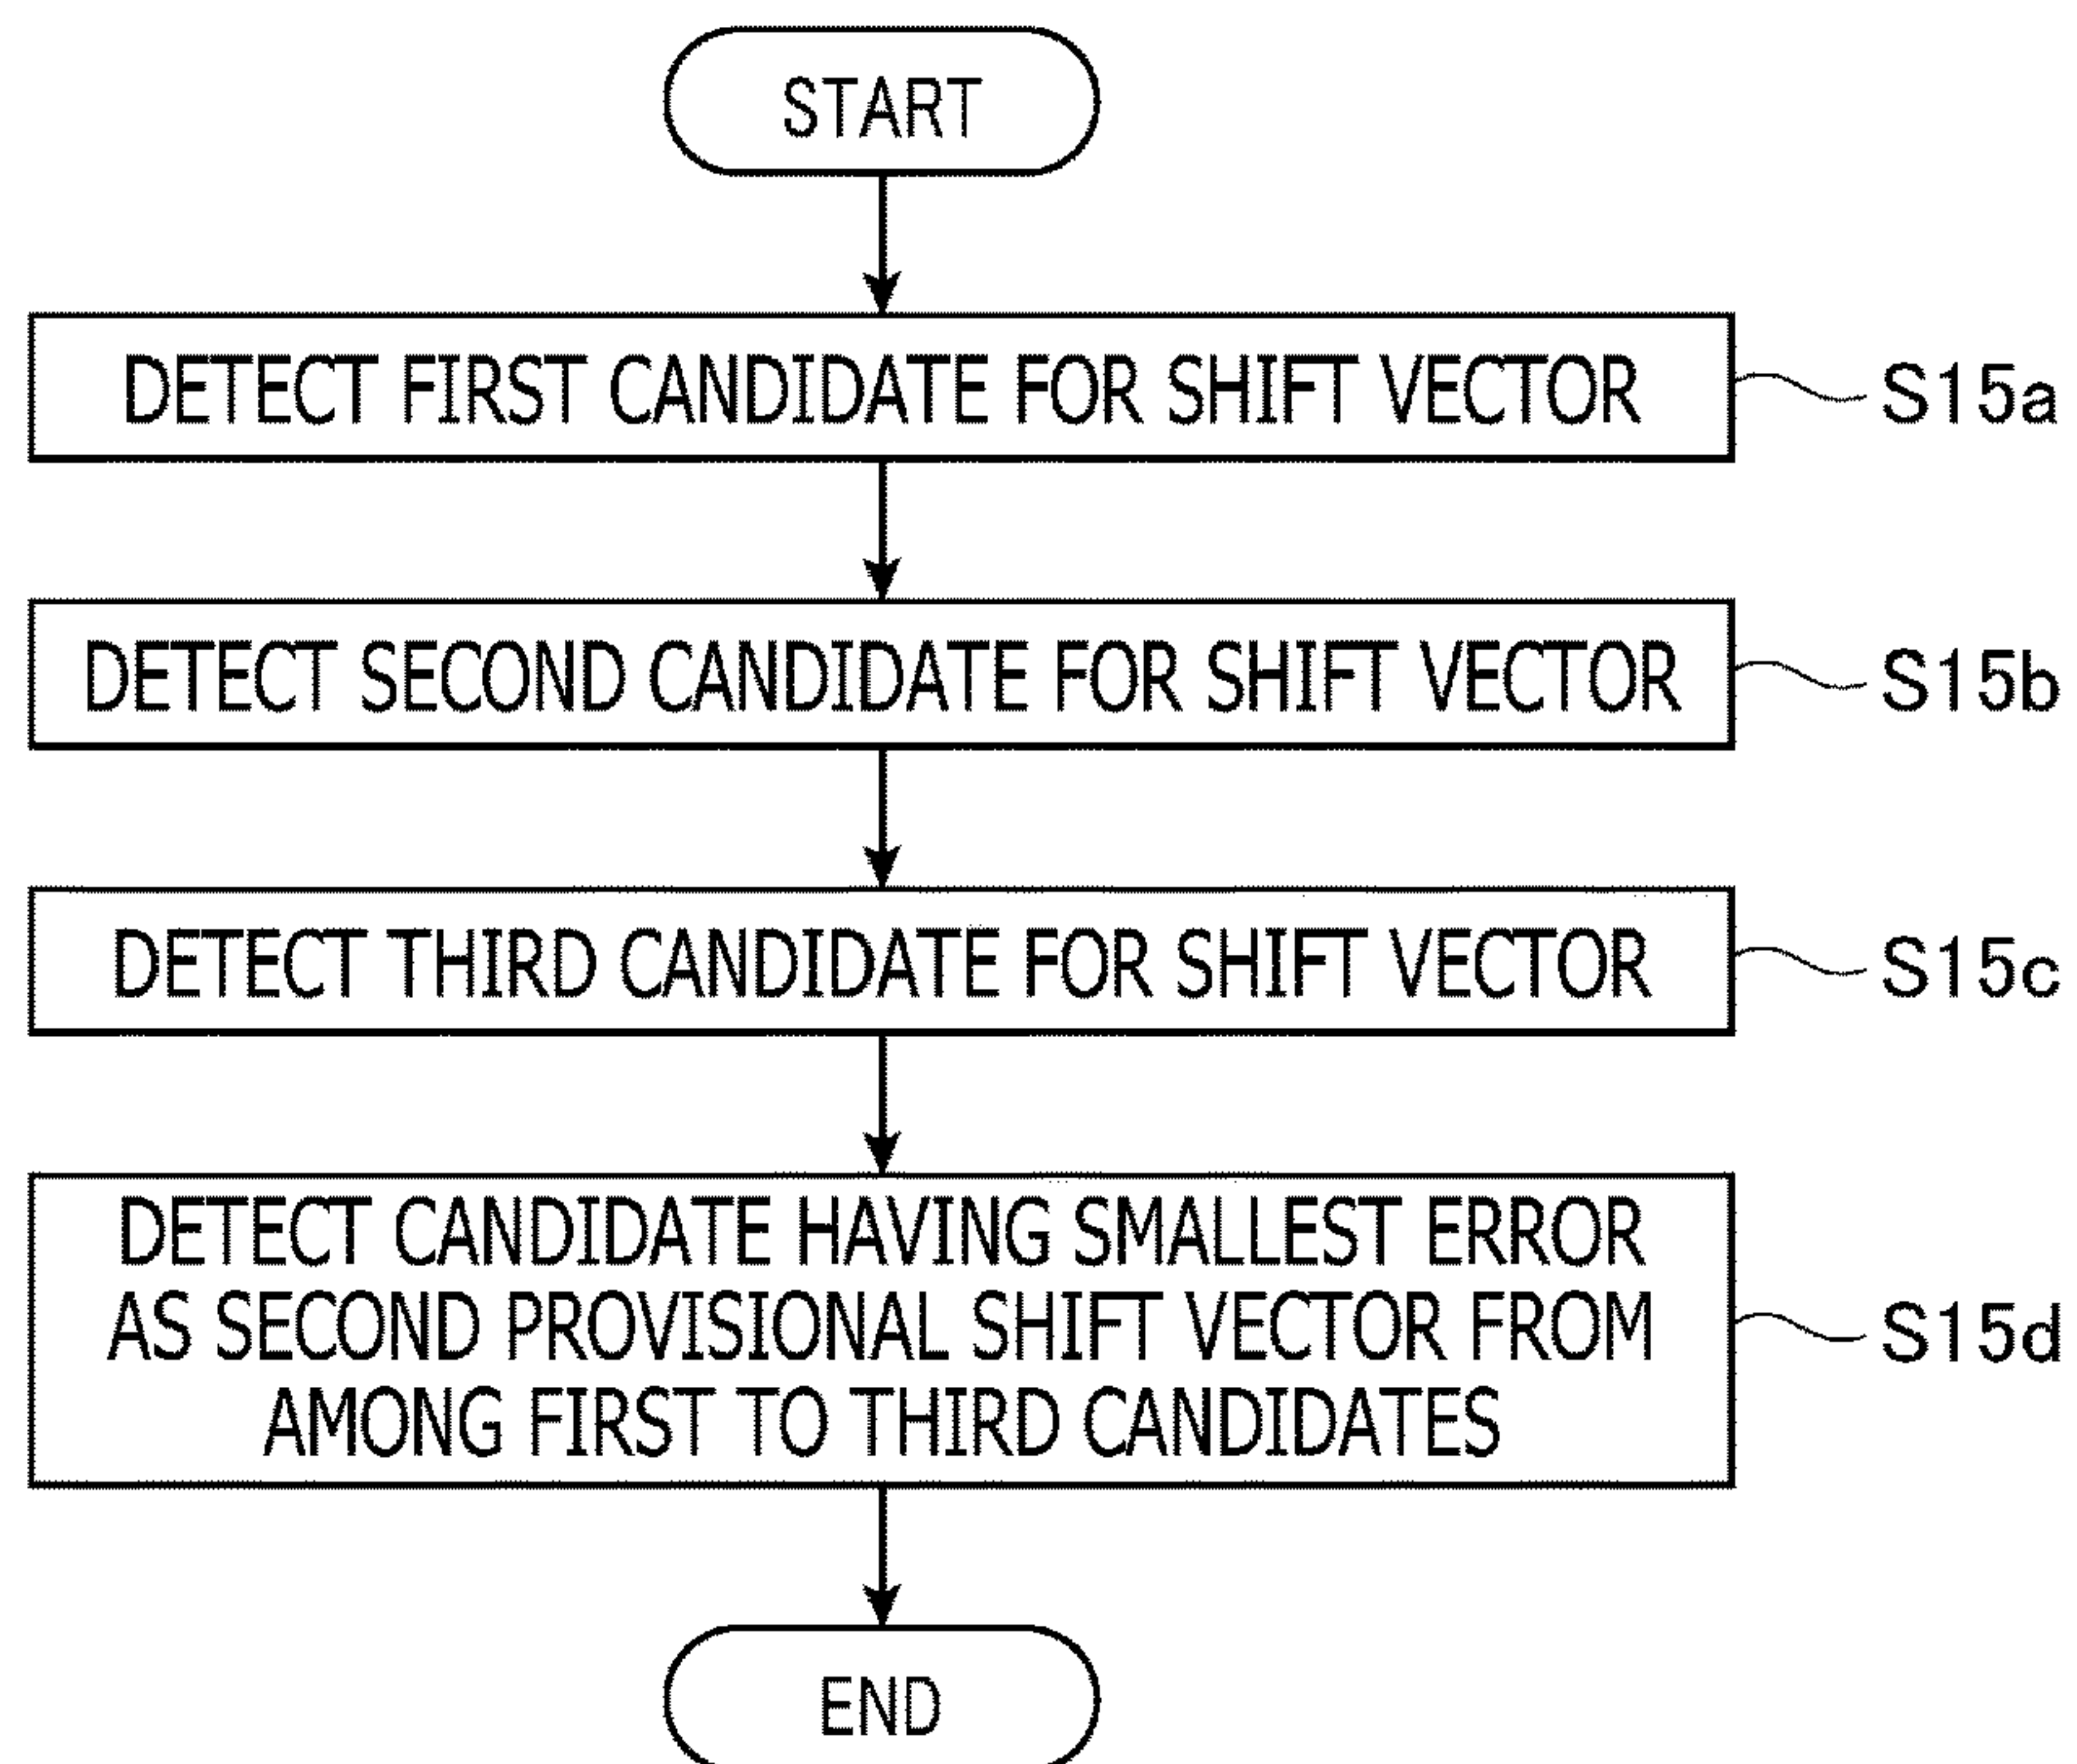 START
DETECT FIRST CANDIDATE FOR SHIFT VECTOR
S15a
DETECT SECOND CANDIDATE FOR SHIFT VECTOR
S15b
DETECT THIRD CANDIDATE FOR SHIFT VECTOR
S15c
DETECT CANDIDATE HAVING SMALLEST ERROR
AS SECOND PROVISIONAL SHIFT VECTOR FROM
AMONG FIRST TO THIRD CANDIDATES
S15d
END